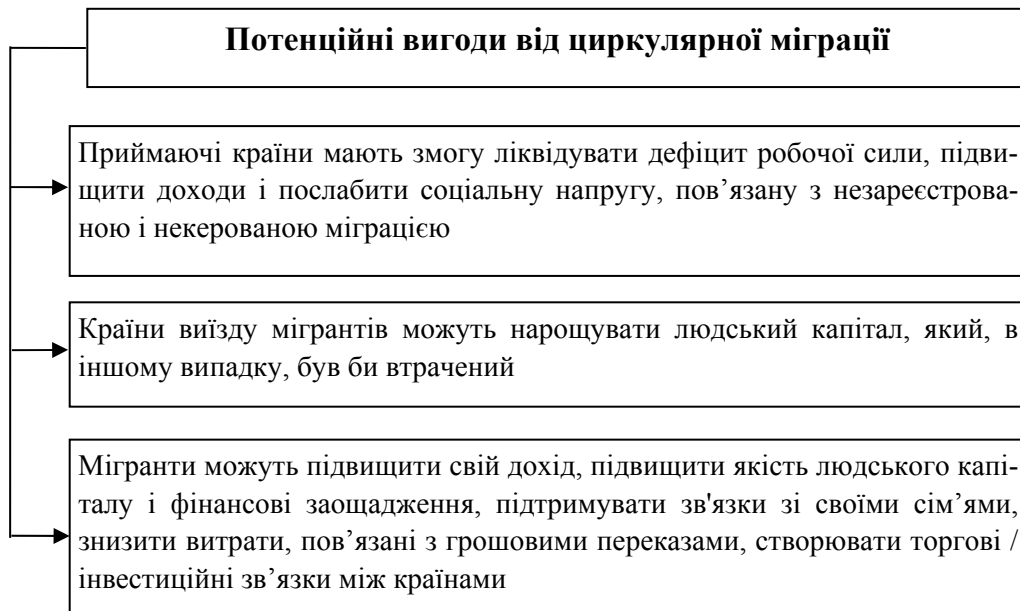 Потенційні вигоди від циркулярної міграції
Приймаючі країни мають змогу ліквідувати дефіцит робочої сили, підви-
щити доходи і послабити соціальну напругу, пов’язану з незареєстрова-
ною і некерованою міграцією
Країни виїзду мігрантів можуть нарощувати людський капітал, який, в
іншому випадку, був би втрачений
Мігранти можуть підвищити свій дохід, підвищити якість людського капі-
талу і фінансові заощадження, підтримувати зв'язки зі своїми сім’ями,
знизити витрати, пов’язані з грошовими переказами, створювати торгові /
інвестиційні зв’язки між країнами